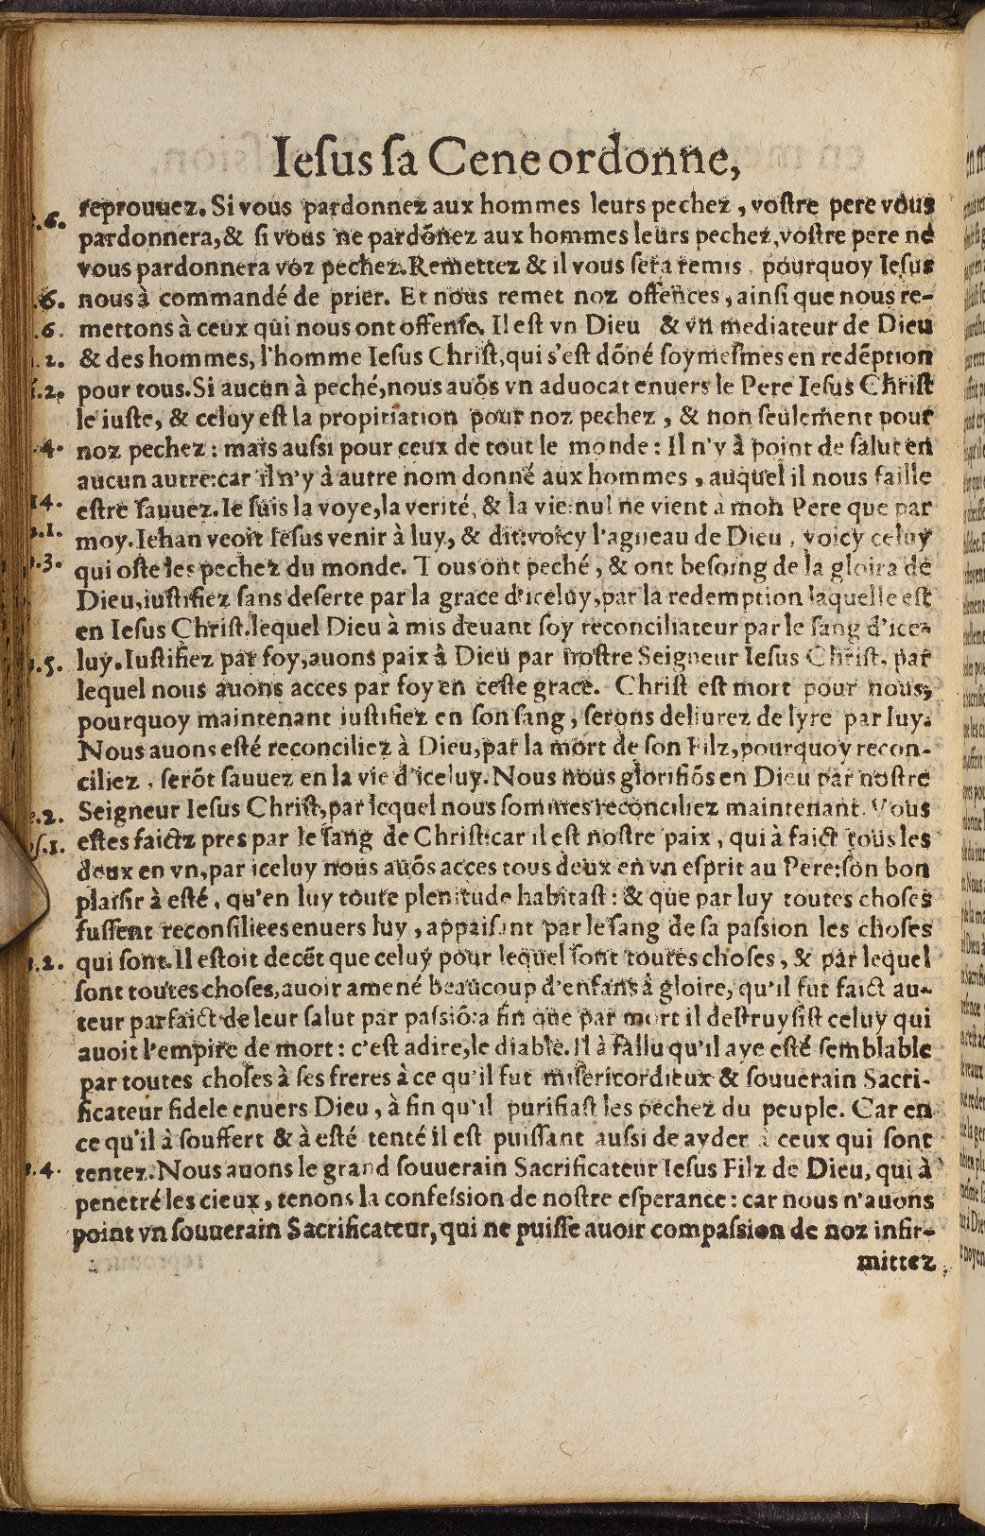 Ieſus ſa Cene ordonne,
reprouuez. Si vous pardonnez aux hommes leurs pechez, voſtre pere vous
6.
pardonnera, & ſi vous ne pardõnez aux hommes leurs pechez, voſtre pere ne
vous pardonnera voz pechez. Remettez & il vous ſera remis, pourquoy Ieſus
6. nous à commandé de prier. Et nous remet noz offences, ainſi que nous re-
6. mettons à ceux qui nous ont offenſe. Il eſt vn Dieu & vn mediateur de Dieu
2. & des hommes, l'homme Ieſus Chriſt, qui s'eſt dõné ſoymeſmes en redẽption
2. pour tous. Si aucun à peché, nous auõs vn aduocat enuers le Pere Ieſus Chriſt
le iuſte, & celuy eſt la propitiation pour noz pechez, & non ſeulement pour
4. noz pechez: mais auſsi pour ceux de tout le monde: Il n'y à point de ſalut en
aucun autre: car il n'y à autre nom donné aux hommes, auquel il nous faille
14. eſtre ſauuez. Ie ſuis la voye, la verité, & la vie: nul ne vient à mon Pere que par
1. moy. Iehan veoit Ieſus venir à luy, & dit: voicy l'agneau de Dieu, voicy celuy
3. qui oſte les pechez du monde. Tous ont peché, & ont beſoing de la gloira de
Dieu, iuſtifiez ſans deſerte par la grace d'iceluy, par la redemption laquelle eſt
en Ieſus Chriſt. lequel Dieu à mis deuant ſoy reconciliateur par le ſang d'ice-
5. luy. Iuſtifiez par foy, auons paix à Dieu par noſtre Seigneur Ieſus Chriſt, par
lequel nous auons acces par foy en ceſte grace. Chriſt eſt mort pour nous,
pourquoy maintenant iuſtifiez en ſon ſang, ſerons deliurez de lyre par luy.
Nous auons eſté reconciliez à Dieu, par la mort de ſon Filz, pourquoy recon-
ciliez, ſerõt ſauuez en la vie d'iceluy. Nous nous glorifiõs en Dieu par noſtre
2. Seigneur Ieſus Chriſt, par lequel nous ſommes reconciliez maintenant. Vous
1. eſtes faictz pres par le ſang de Chriſt: car il eſt noſtre paix, qui à faict tous les
deux en vn, par iceluy nous auõs acces tous deux en vn eſprit au Pere: ſon bon
plaiſir à eſté, qu'en luy toute plenitude habitaſt: & que par luy toutes choſes
fuſſent reconſiliees enuers luy, appaiſant par le ſang de ſa paſsion les choſes
2. qui ſont. Il eſtoit decẽt que celuy pour lequel ſont toutes choſes, & par lequel
ſont toutes choſes, auoir amené beaucoup d'enfans à gloire, qu'il fut faict au-
teur parfaict de leur ſalut par paſsiõ: a fin que par mort il deſtruyſiſt celuy qui
auoit l'empire de mort: c'eſt adire, le diable. Il à fallu qu'il aye eſté ſemblable
par toutes choſes à ſes freres à ce qu'il fut miſericordieux & ſouuerain Sacri-
ficateur fidele enuers Dieu, à fin qu'il purifiaſt les pechez du peuple. Car en
ce qu'il à ſouffert & à eſté tenté il eſt puiſſant auſsi de ayder à ceux qui ſont
4. tentez. Nous auons le grand ſouuerain Sacrificateur Ieſus Filz de Dieu, qui à
penetré les cieux, tenons la confeſsion de noſtre eſperance: car nous n'auons
point vn ſouuerain Sacrificateur, qui ne puiſſe auoir compaſsion de noz infir-
mittez